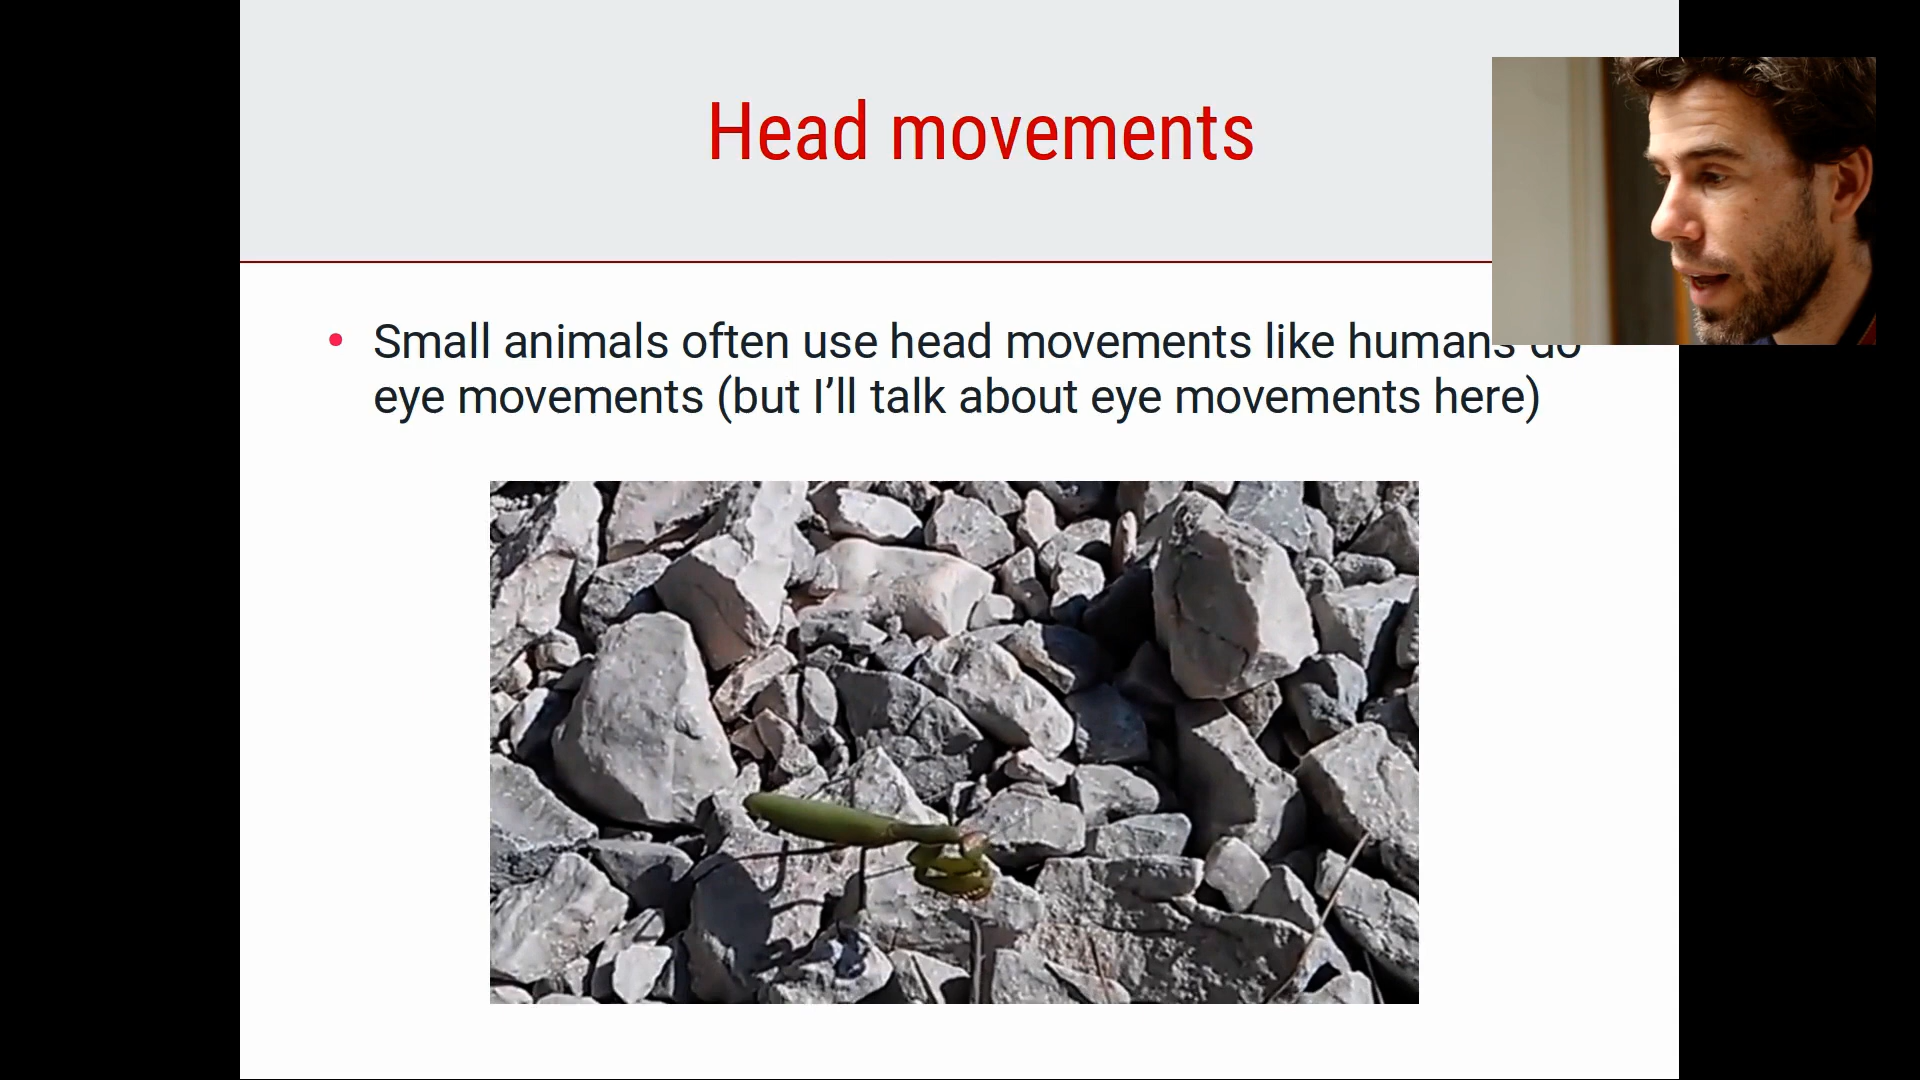 Head movements
Small animals often use head movements like humans do
eye movements (but I’ll talk about eye movements here)